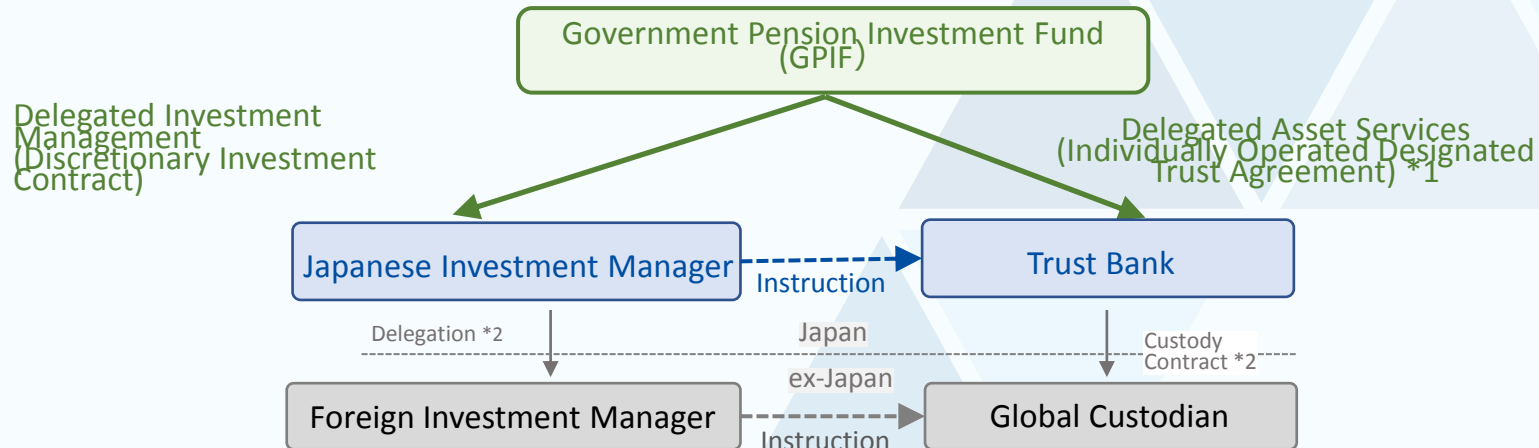 Government Pension Investment Fund
(GPIF）
Delegated Investment
Management
(Discretionary Investment
Contract)
Delegated Asset Services
(Individually Operated Designated
Trust Agreement) *1
Japanese Investment Manager
Instruction
Trust Bank
Delegation *2
Japan
Custody
Contract *2
ex-Japan
Foreign Investment Manager
Instruction
Global Custodian